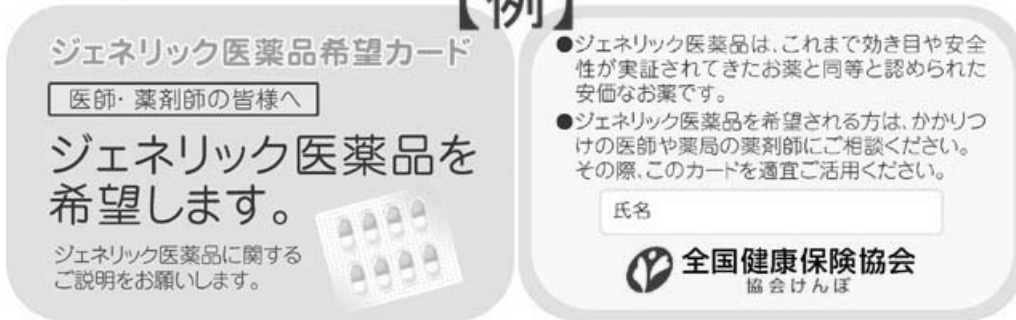 【例】
ジェネリック医薬品希望カード
医師・薬剤師の皆様へ
ジェネリック医薬品を
希望します。
ジェネリック医薬品に関する
ご説明をお願いします。
●ジェネリック医薬品は、これまで効き目や安全
性が実証されてきたお薬と同等と認められた
安価なお薬です。
●ジェネリック医薬品を希望される方は、かかりつ
けの医師や薬局の薬剤師にご相談ください。
その際、このカードを適宜ご活用ください。
氏名
全国健康保険協会
協会けんぽ